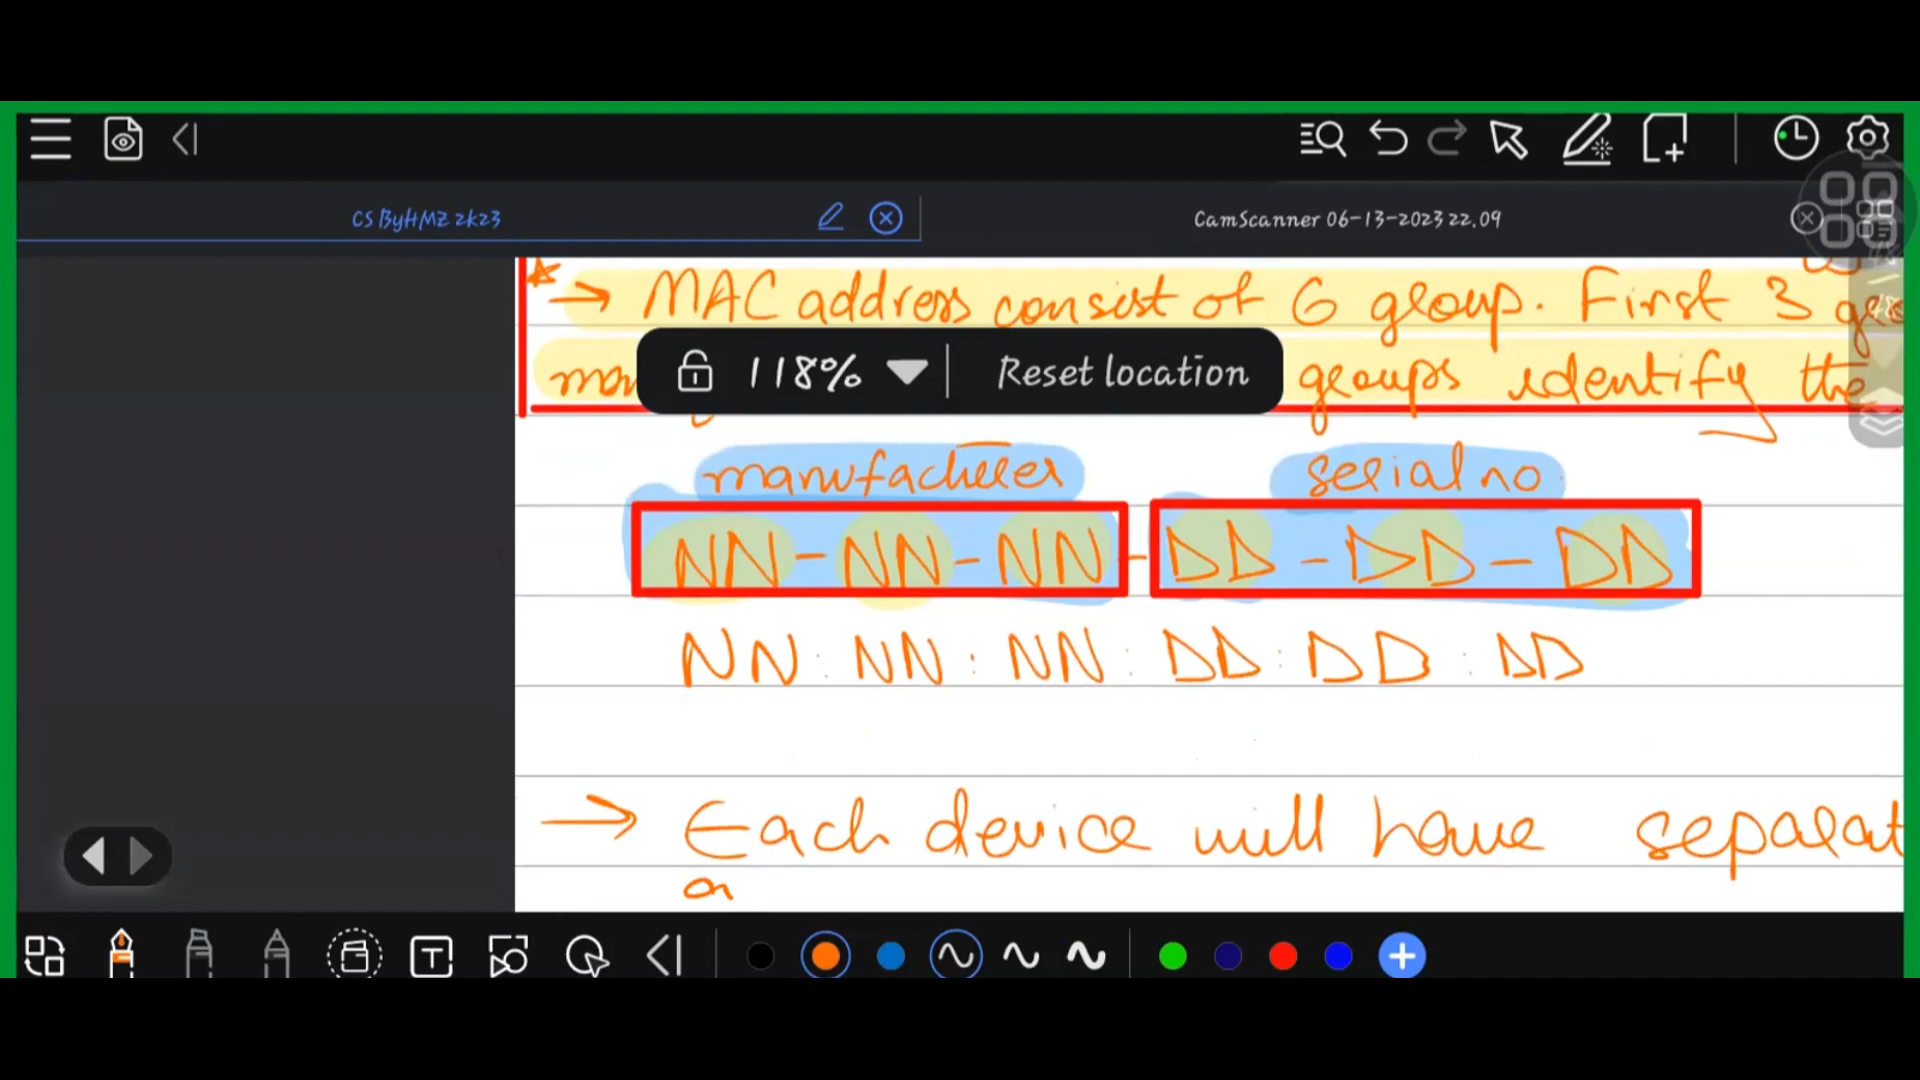 CS ByHMZ 2k23
CamScanner 06-13-2023 22.09
→ MAC address consist of 6 group. First 3
118% Reset location
groups identify the
manufacturer serial no
NN-NN-NN-DD-DD-DD
NN:NN:NN:DD:DD:DD
→ Each device will have separat